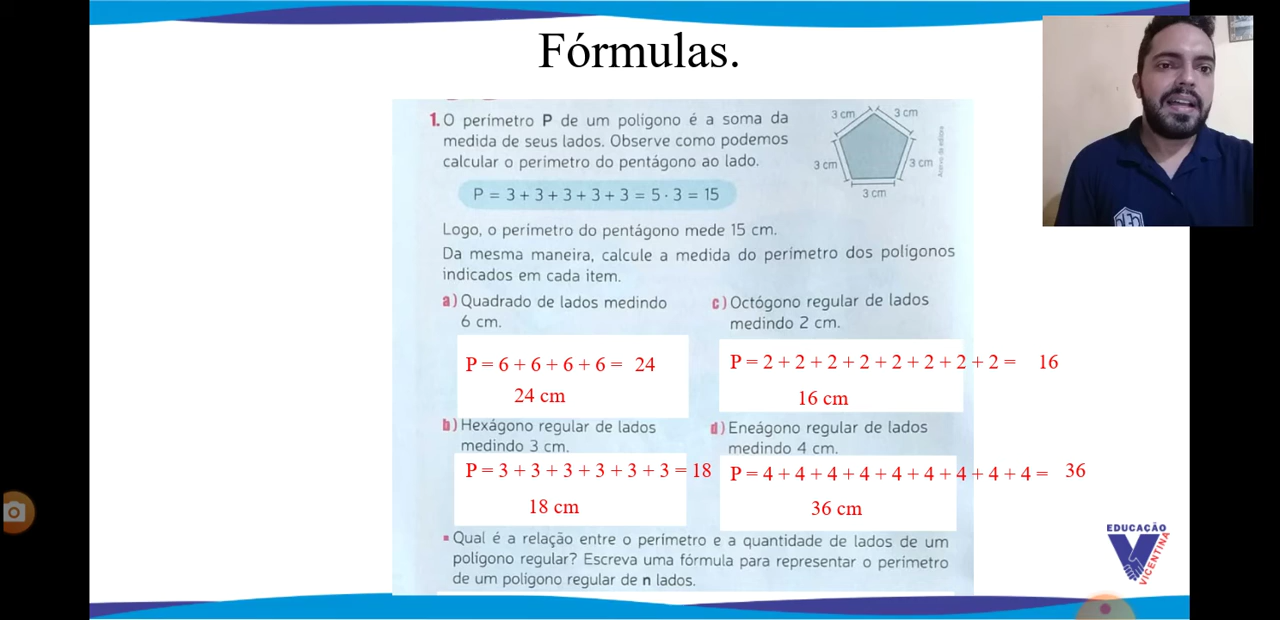 Fórmulas.
1. O perímetro P de um polígono é a soma da
medida de seus lados. Observe como podemos
calcular o perímetro do pentágono ao lado.
P = 3 + 3 + 3 + 3 + 3 = 5 · 3 = 15
3 cm
3 cm
3 cm
3 cm
3 cm
Acervo da editora
Logo, o perímetro do pentágono mede 15 cm.
Da mesma maneira, calcule a medida do perímetro dos polígonos
indicados em cada item.
a) Quadrado de lados medindo
6 cm.
P = 6 + 6 + 6 + 6 = 24
24 cm
b) Hexágono regular de lados
medindo 3 cm.
P = 3 + 3 + 3 + 3 + 3 + 3 = 18
18 cm
c) Octógono regular de lados
medindo 2 cm.
P = 2 + 2 + 2 + 2 + 2 + 2 + 2 + 2 = 16
16 cm
d) Eneágono regular de lados
medindo 4 cm.
P = 4 + 4 + 4 + 4 + 4 + 4 + 4 + 4 + 4 = 36
36 cm
▪ Qual é a relação entre o perímetro e a quantidade de lados de um
polígono regular? Escreva uma fórmula para representar o perímetro
de um polígono regular de n lados.
EDUCAÇÃO
VICENTINA